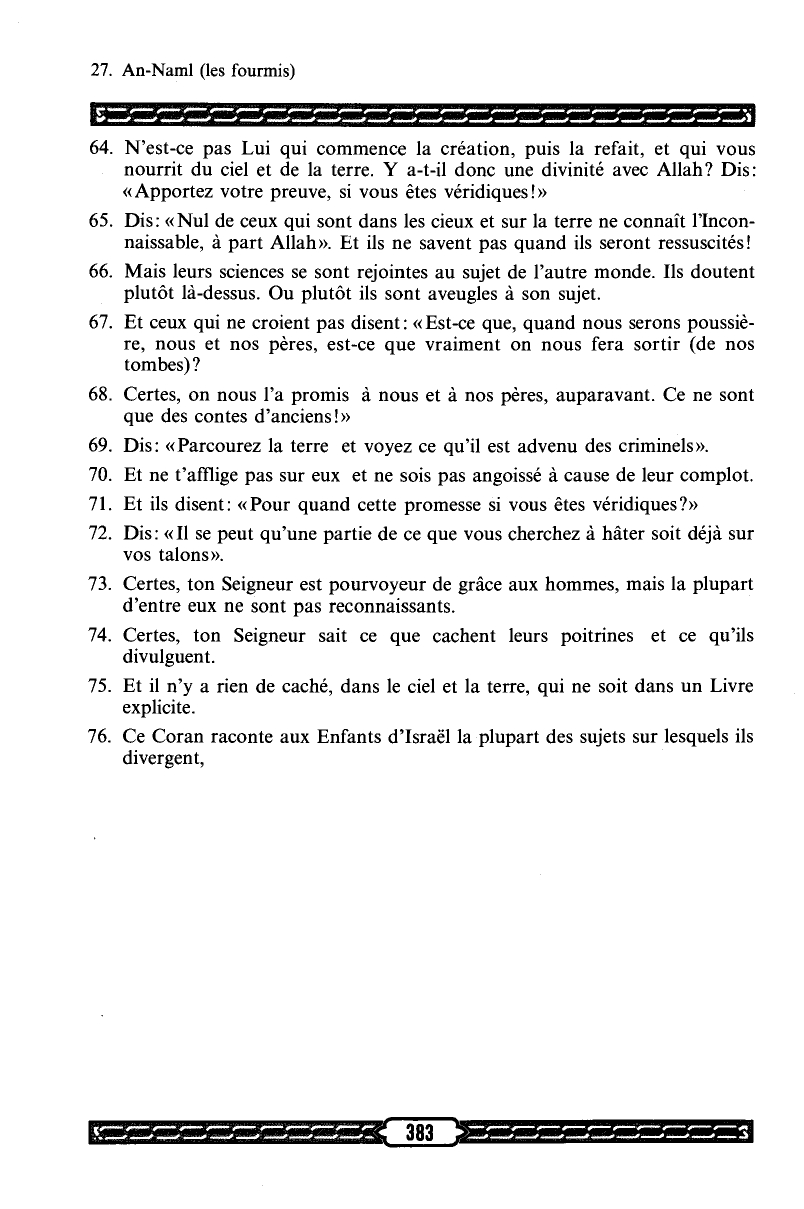 27. An-Naml (les fourmis)
64. N'est-ce pas Lui qui commence la création, puis la refait, et qui vous
nourrit du ciel et de la terre. Y a-t-il donc une divinité avec Allah? Dis:
«Apportez votre preuve, si vous êtes véridiques!»
65. Dis: «Nul de ceux qui sont dans les cieux et sur la terre ne connaît l'Incon-
naissable, à part Allah». Et ils ne savent pas quand ils seront ressuscités!
66. Mais leurs sciences se sont rejointes au sujet de l'autre monde. Ils doutent
plutôt là-dessus. Ou plutôt ils sont aveugles à son sujet.
67. Et ceux qui ne croient pas disent: «Est-ce que, quand nous serons poussiè-
re, nous et nos pères, est-ce que vraiment on nous fera sortir (de nos
tombes)?
68. Certes, on nous l'a promis à nous et à nos pères, auparavant. Ce ne sont
que des contes d'anciens!»
69. Dis: «Parcourez la terre et voyez ce qu'il est advenu des criminels».
70. Et ne t'afflige pas sur eux et ne sois pas angoissé à cause de leur complot.
71. Et ils disent: «Pour quand cette promesse si vous êtes véridiques?»
72. Dis: «Il se peut qu'une partie de ce que vous cherchez à hâter soit déjà sur
vos talons».
73. Certes, ton Seigneur est pourvoyeur de grâce aux hommes, mais la plupart
d'entre eux ne sont pas reconnaissants.
74. Certes, ton Seigneur sait ce que cachent leurs poitrines et ce qu'ils
divulguent.
75. Et il n'y a rien de caché, dans le ciel et la terre, qui ne soit dans un Livre
explicite.
76. Ce Coran raconte aux Enfants d'Israël la plupart des sujets sur lesquels ils
divergent,
383